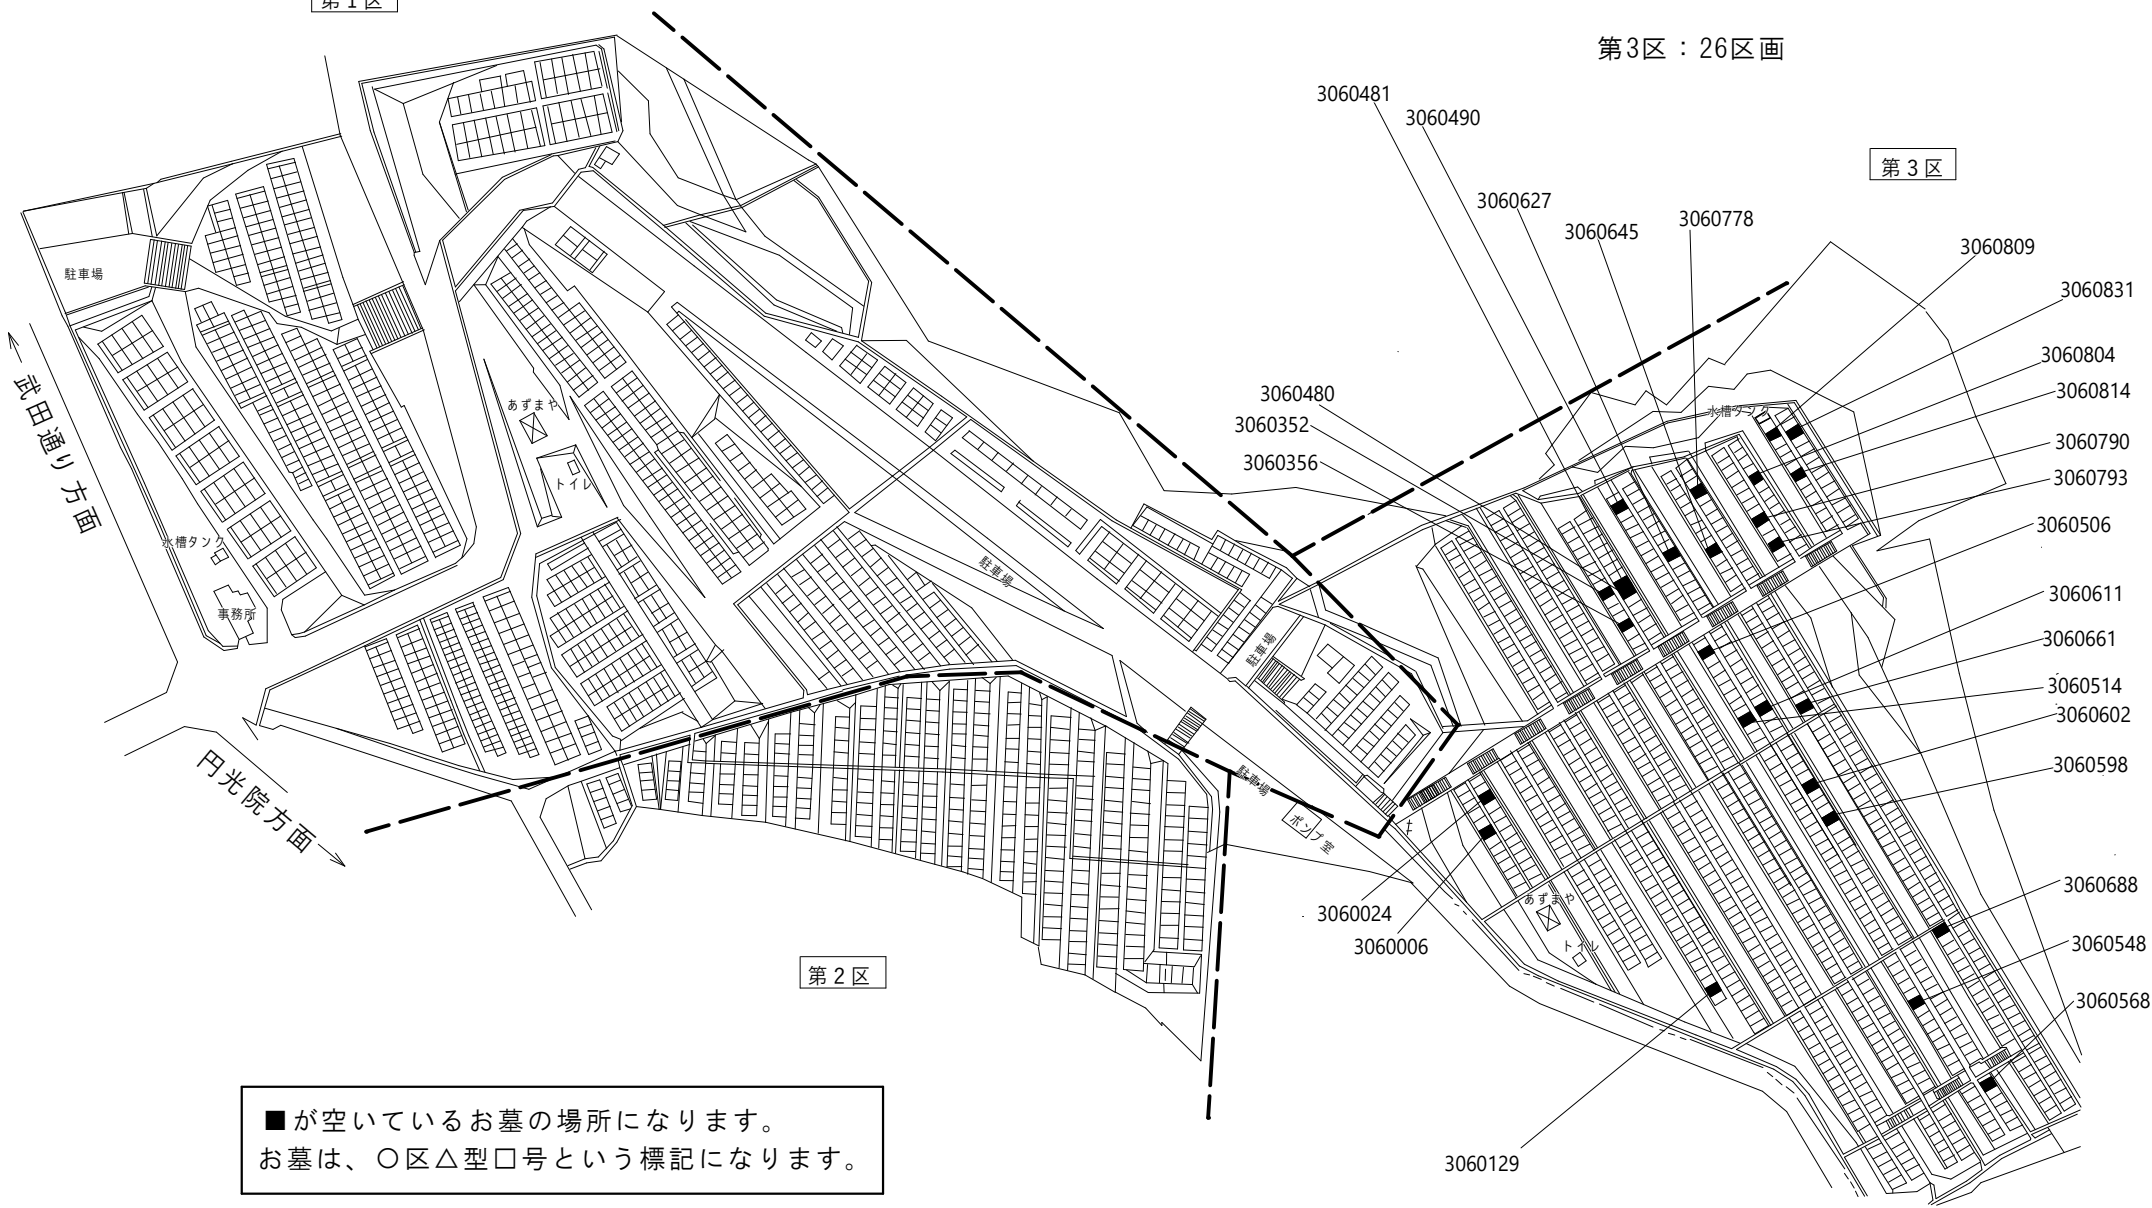 第1区
第3区：26区画
3060481
3060490
第3区
3060627
3060645
3060778
3060809
3060831
3060804
3060814
3060790
3060793
3060506
3060611
3060661
3060514
3060602
3060598
3060688
3060548
3060568
3060480
3060352
3060356
3060024
3060006
3060129
駐車場
←武田通り方面
あずまや
トイレ
水槽タンク
事務所
円光院方面→
駐車場
駐車場
駐車場
ポンプ室
水槽タンク
あずまや
トイレ
第2区
■が空いているお墓の場所になります。
お墓は、○区△型□号という標記になります。